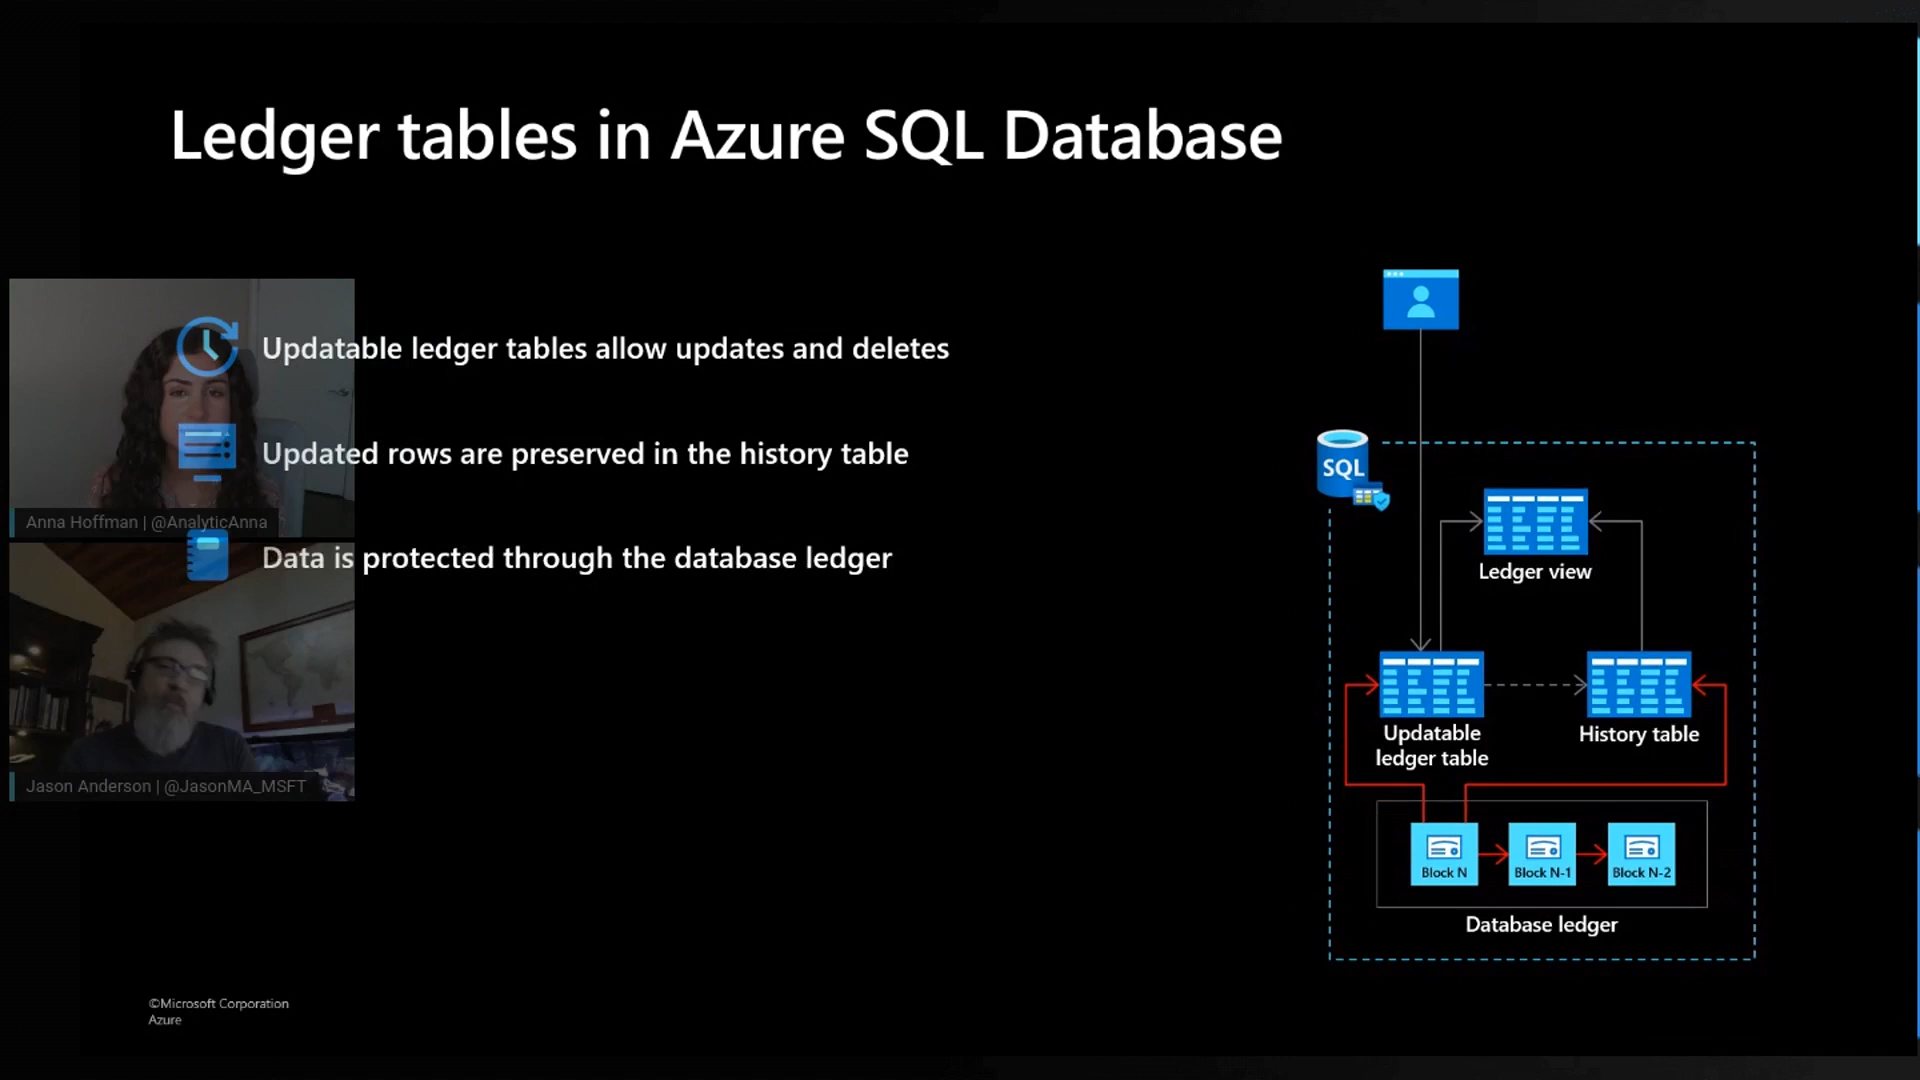 Ledger tables in Azure SQL Database
Updatable ledger tables allow updates and deletes
Updated rows are preserved in the history table
Anna Hoffman | @AnalyticAnna
Data is protected through the database ledger
Jason Anderson | @JasonMA_MSFT
SQL
Ledger view
Updatable
ledger table
History table
Block N
Block N-1
Block N-2
Database ledger
©Microsoft Corporation
Azure